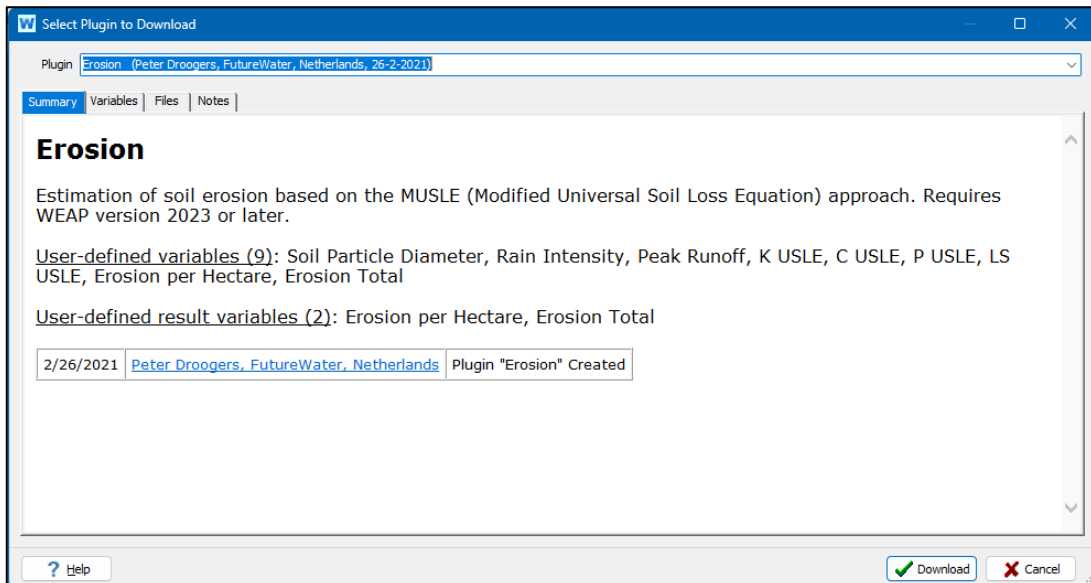 W Select Plugin to Download
Plugin Erosion (Peter Droogers, FutureWater, Netherlands, 26-2-2021)
Summary Variables Files Notes
Erosion
Estimation of soil erosion based on the MUSLE (Modified Universal Soil Loss Equation) approach. Requires
WEAP version 2023 or later.
User-defined variables (9): Soil Particle Diameter, Rain Intensity, Peak Runoff, K USLE, C USLE, P USLE, LS
USLE, Erosion per Hectare, Erosion Total
User-defined result variables (2): Erosion per Hectare, Erosion Total
2/26/2021 Peter Droogers, FutureWater, Netherlands Plugin "Erosion" Created
? Help Download Cancel